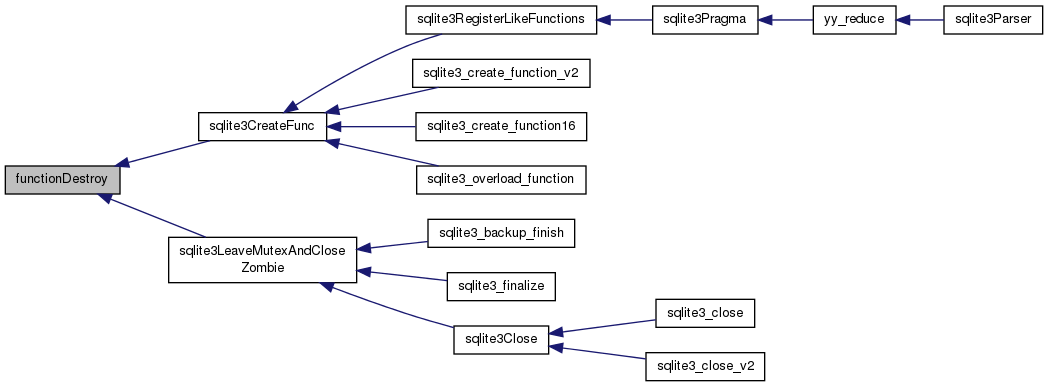 sqlite3RegisterLikeFunctions
sqlite3Pragma
yy_reduce
sqlite3Parser
sqlite3_create_function_v2
sqlite3CreateFunc
sqlite3_create_function16
functionDestroy
sqlite3_overload_function
sqlite3LeaveMutexAndClose
Zombie
sqlite3_backup_finish
sqlite3_finalize
sqlite3Close
sqlite3_close
sqlite3_close_v2